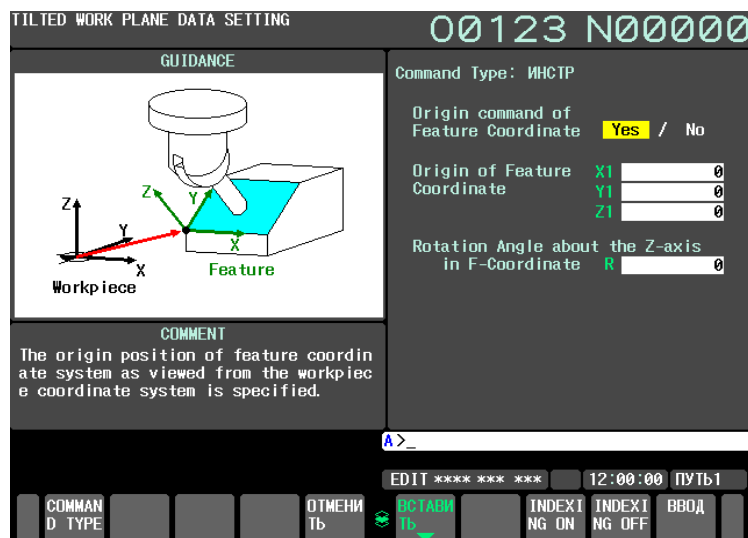 TILTED WORK PLANE DATA SETTING
O0123 N00000
GUIDANCE
Z
Y
X
Workpiece
Z
Y
X
Feature
COMMENT
The origin position of feature coordin
ate system as viewed from the workpiec
e coordinate system is specified.
Command Type: ИНСТР
Origin command of
Feature Coordinate Yes / No
Origin of Feature X1 0
Coordinate Y1 0
Z1 0
Rotation Angle about the Z-axis
in F-Coordinate R 0
A>_
EDIT **** *** *** 12:00:00 ПУТЬ1
COMMAN
D TYPE
ОТМЕНИ
ТЬ
ВСТАВИ
ТЬ
INDEXI
NG ON
INDEXI
NG OFF
ВВОД